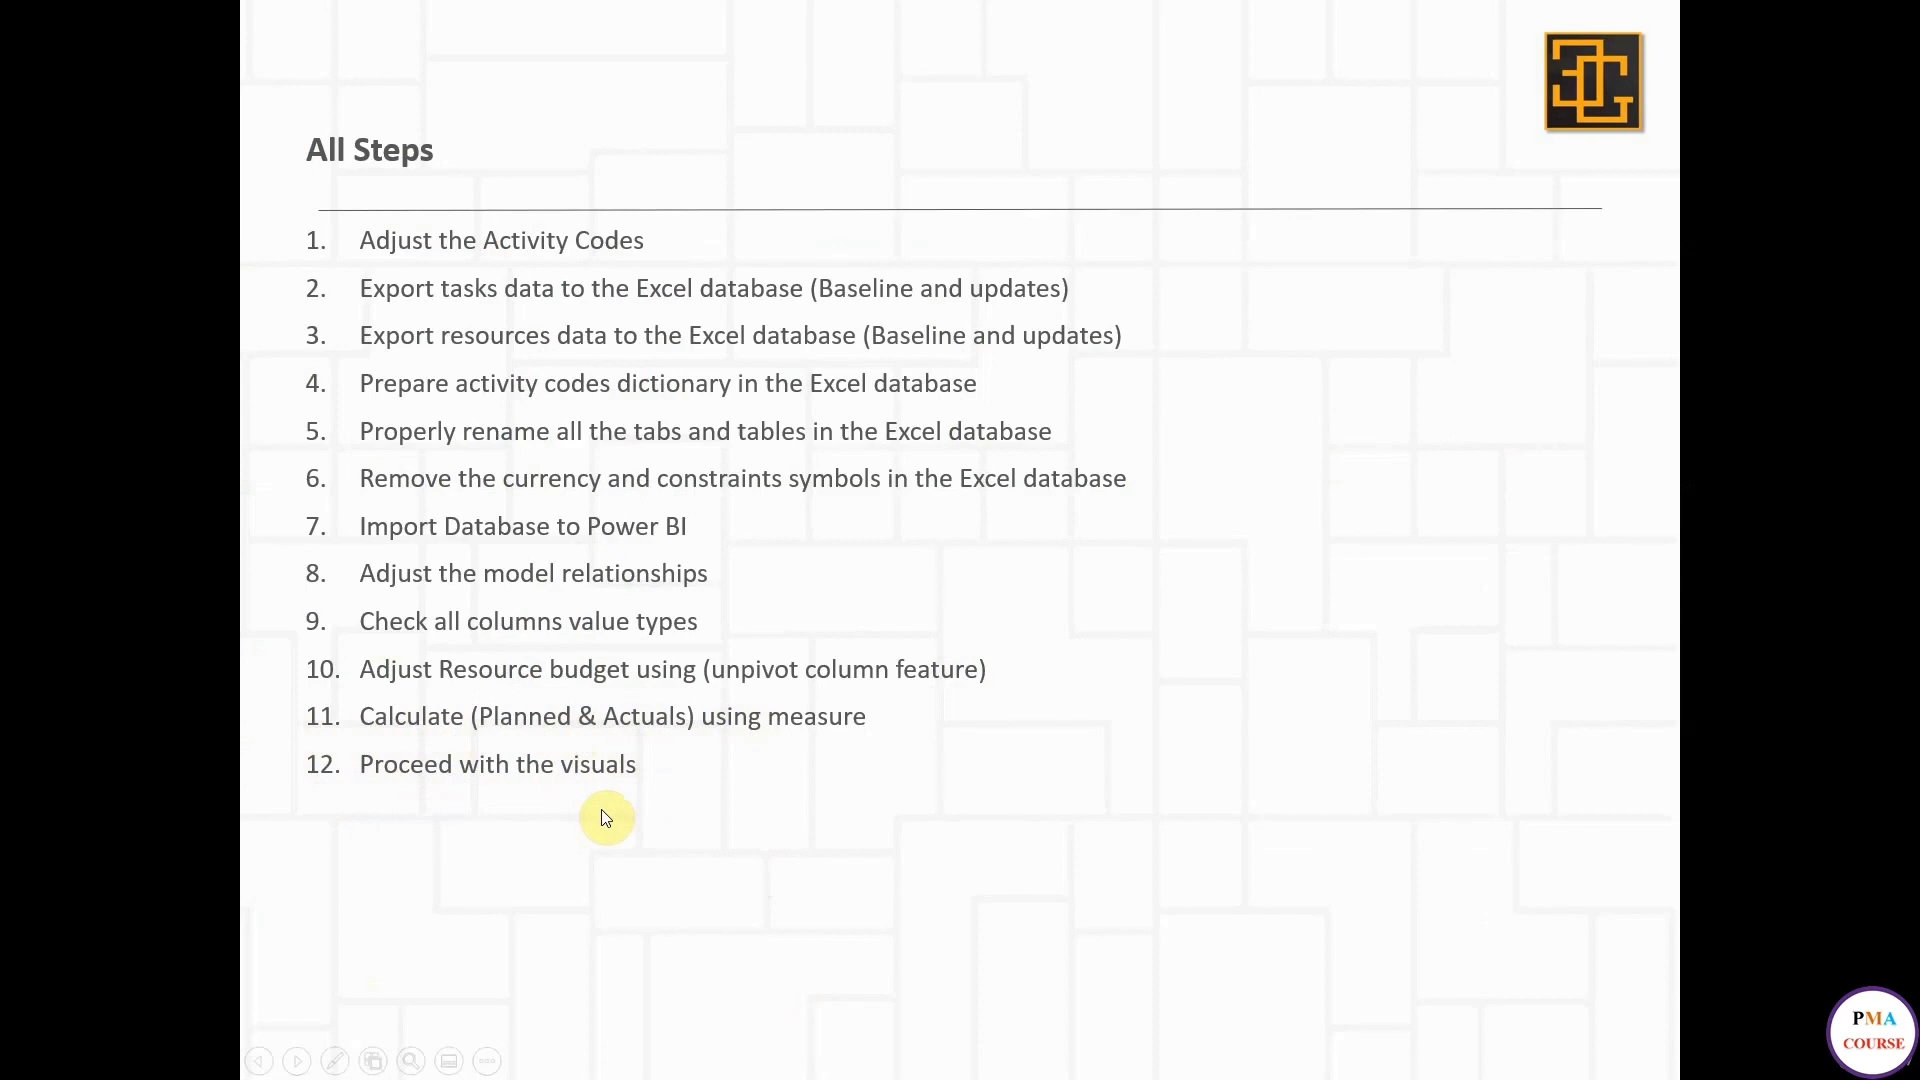 All Steps
1. Adjust the Activity Codes
2. Export tasks data to the Excel database (Baseline and updates)
3. Export resources data to the Excel database (Baseline and updates)
4. Prepare activity codes dictionary in the Excel database
5. Properly rename all the tabs and tables in the Excel database
6. Remove the currency and constraints symbols in the Excel database
7. Import Database to Power BI
8. Adjust the model relationships
9. Check all columns value types
10. Adjust Resource budget using (unpivot column feature)
11. Calculate (Planned & Actuals) using measure
12. Proceed with the visuals
PMA
COURSE